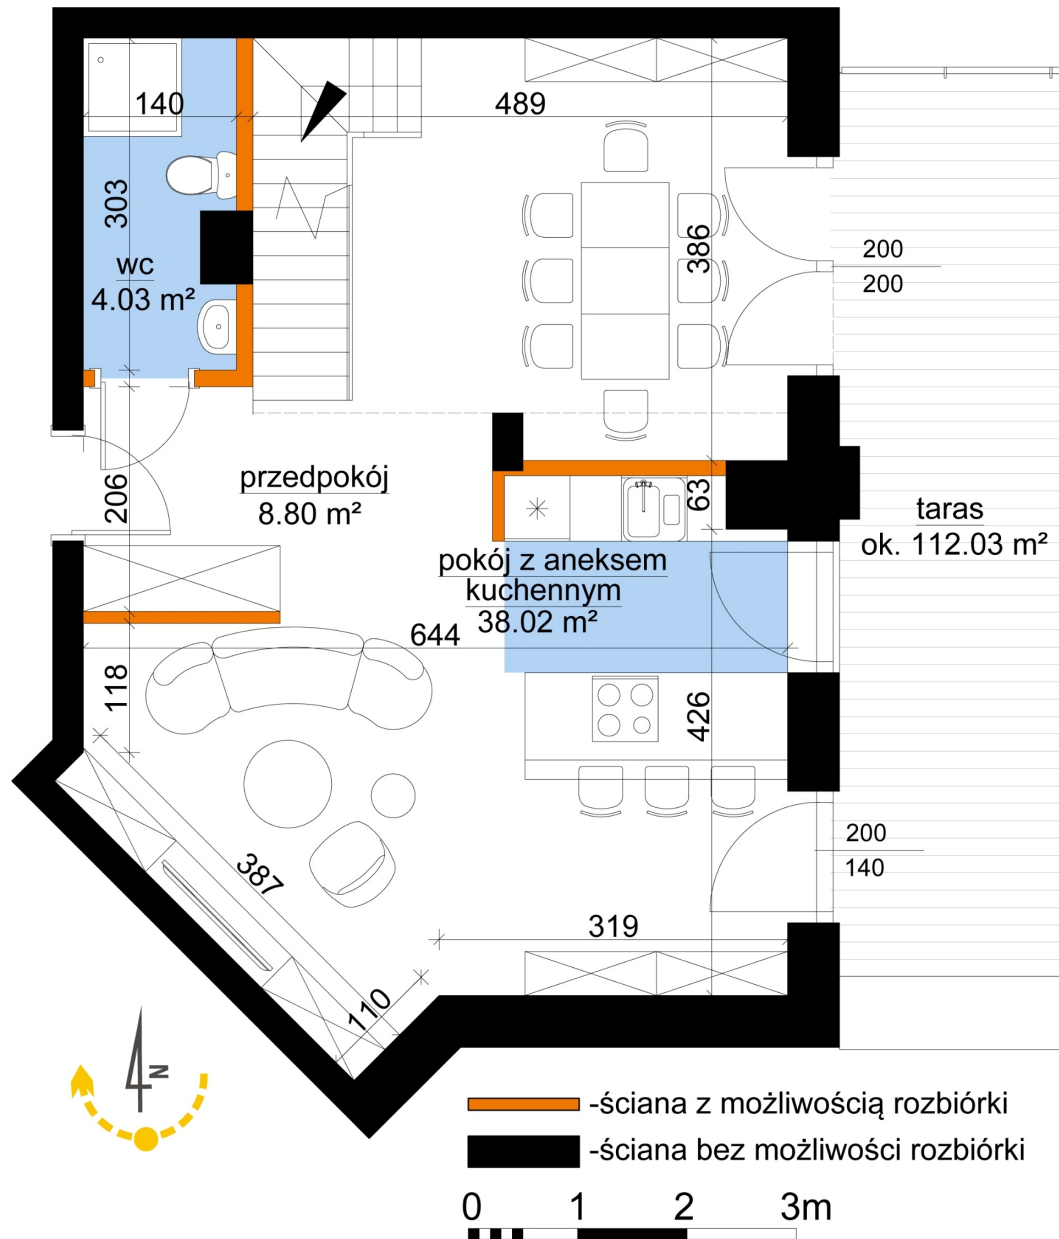 140
489
303
wc
4.03 m²
386
200
200
przedpokój
8.80 m²
206
63
taras
ok. 112.03 m²
pokój z aneksem
kuchennym
38.02 m²
644
118
426
200
140
387
319
110
N
-ściana z możliwością rozbiórki
-ściana bez możliwości rozbiórki
0 1 2 3m